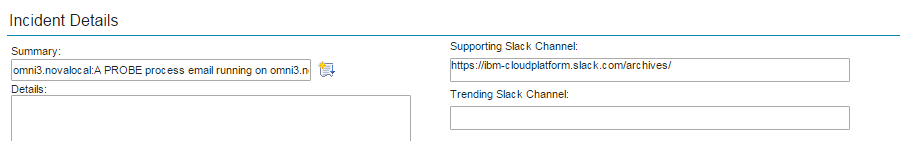 Incident Details
Summary:
omni3.novalocal:A PROBE process email running on omni3.n
Details:
Supporting Slack Channel:
https://ibm-cloudplatform.slack.com/archives/
Trending Slack Channel: